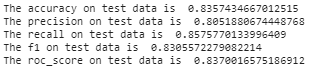 The accuracy on test data is  0.8357434667012515
The precision on test data is  0.8051880674448768
The recall on test data is  0.8575770133996409
The f1 on test data is  0.8305572279082214
The roc_score on test data is  0.8370016575186912